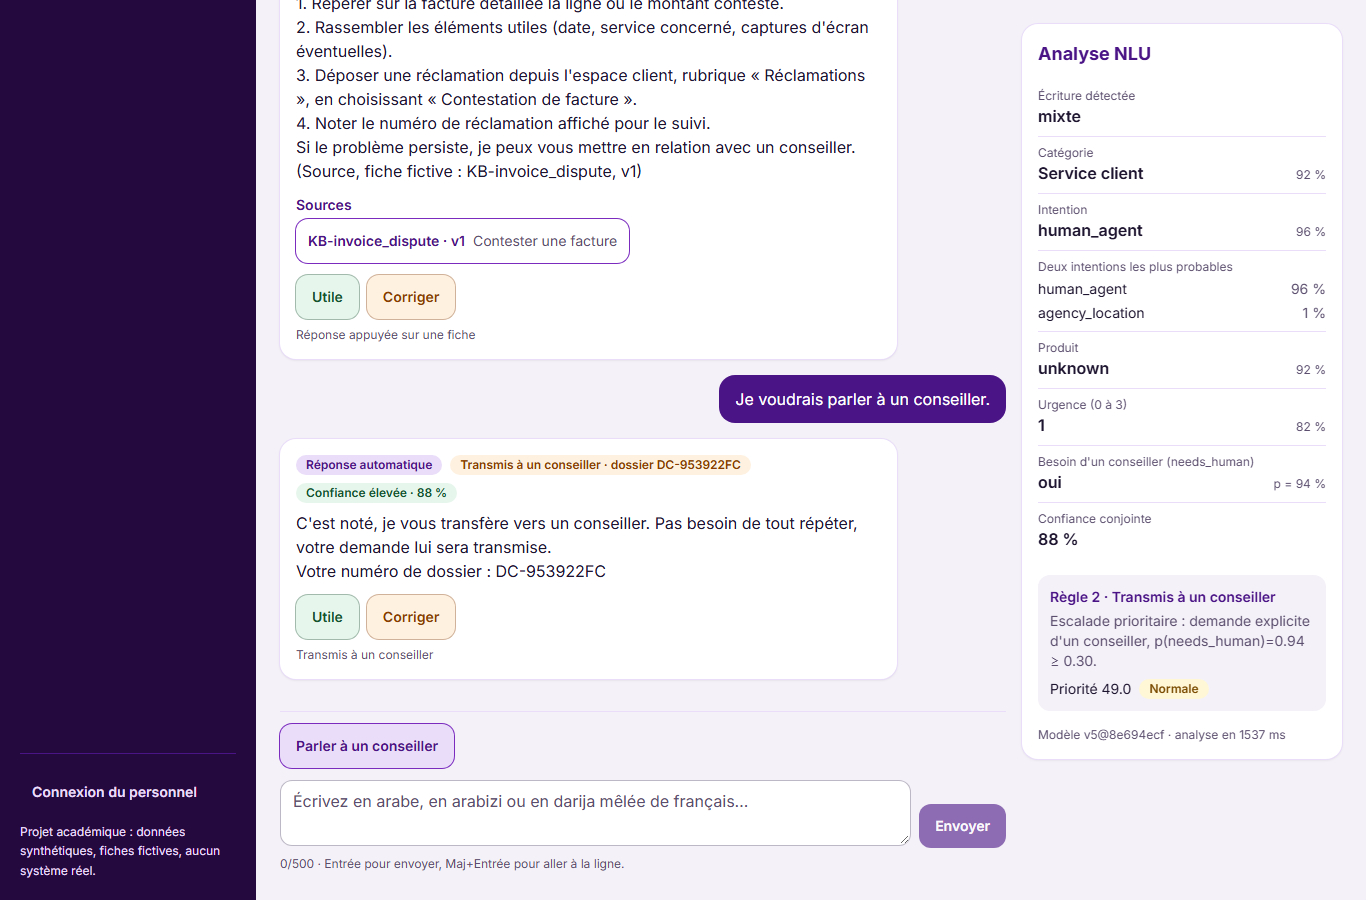 1. Repérer sur la facture détaillée la ligne ou le montant contesté.
2. Rassembler les éléments utiles (date, service concerné, captures d'écran
éventuelles).
3. Déposer une réclamation depuis l'espace client, rubrique « Réclamations
», en choisissant « Contestation de facture ».
4. Noter le numéro de réclamation affiché pour le suivi.
Si le problème persiste, je peux vous mettre en relation avec un conseiller.
(Source, fiche fictive : KB-invoice_dispute, v1)
Sources
KB-invoice_dispute · v1 Contester une facture
Utile
Corriger
Réponse appuyée sur une fiche
Je voudrais parler à un conseiller.
Réponse automatique
Transmis à un conseiller · dossier DC-953922FC
Confiance élevée · 88 %
C'est noté, je vous transfère vers un conseiller. Pas besoin de tout répéter,
votre demande lui sera transmise.
Votre numéro de dossier : DC-953922FC
Utile
Corriger
Transmis à un conseiller
Parler à un conseiller
Écrivez en arabe, en arabizi ou en darija mêlée de français...
Envoyer
0/500 · Entrée pour envoyer, Maj+Entrée pour aller à la ligne.
Connexion du personnel
Projet académique : données
synthétiques, fiches fictives, aucun
système réel.
Analyse NLU
Écriture détectée
mixte
Catégorie
Service client 92 %
Intention
human_agent 96 %
Deux intentions les plus probables
human_agent 96 %
agency_location 1 %
Produit
unknown 92 %
Urgence (0 à 3)
1 82 %
Besoin d'un conseiller (needs_human)
oui p = 94 %
Confiance conjointe
88 %
Règle 2 · Transmis à un conseiller
Escalade prioritaire : demande explicite
d'un conseiller, p(needs_human)=0.94
≥ 0.30.
Priorité 49.0 Normale
Modèle v5@8e694ecf · analyse en 1537 ms